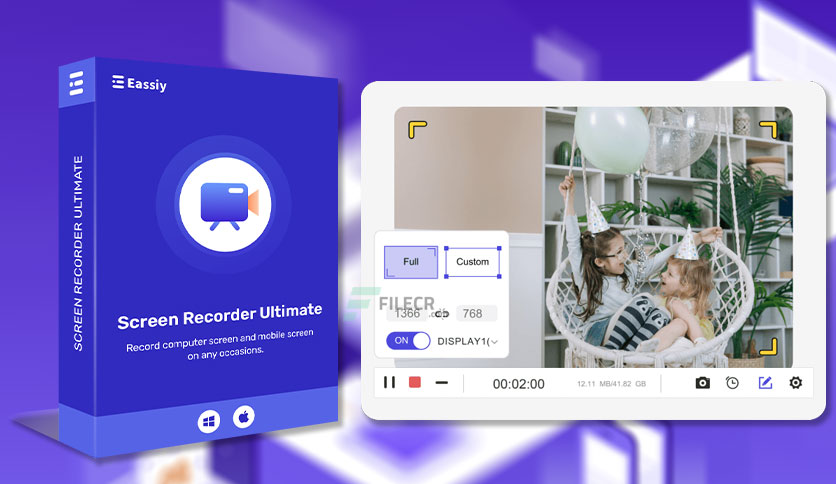 Eassiy
SCREEN RECORDER ULTIMATE
Screen Recorder Ultimate
Record computer screen and mobile screen
on any occasions.
Full
Custom
FILECR
1366
768
ON
DISPLAY1(
00:02:00
12.11 MB/41.82 GB